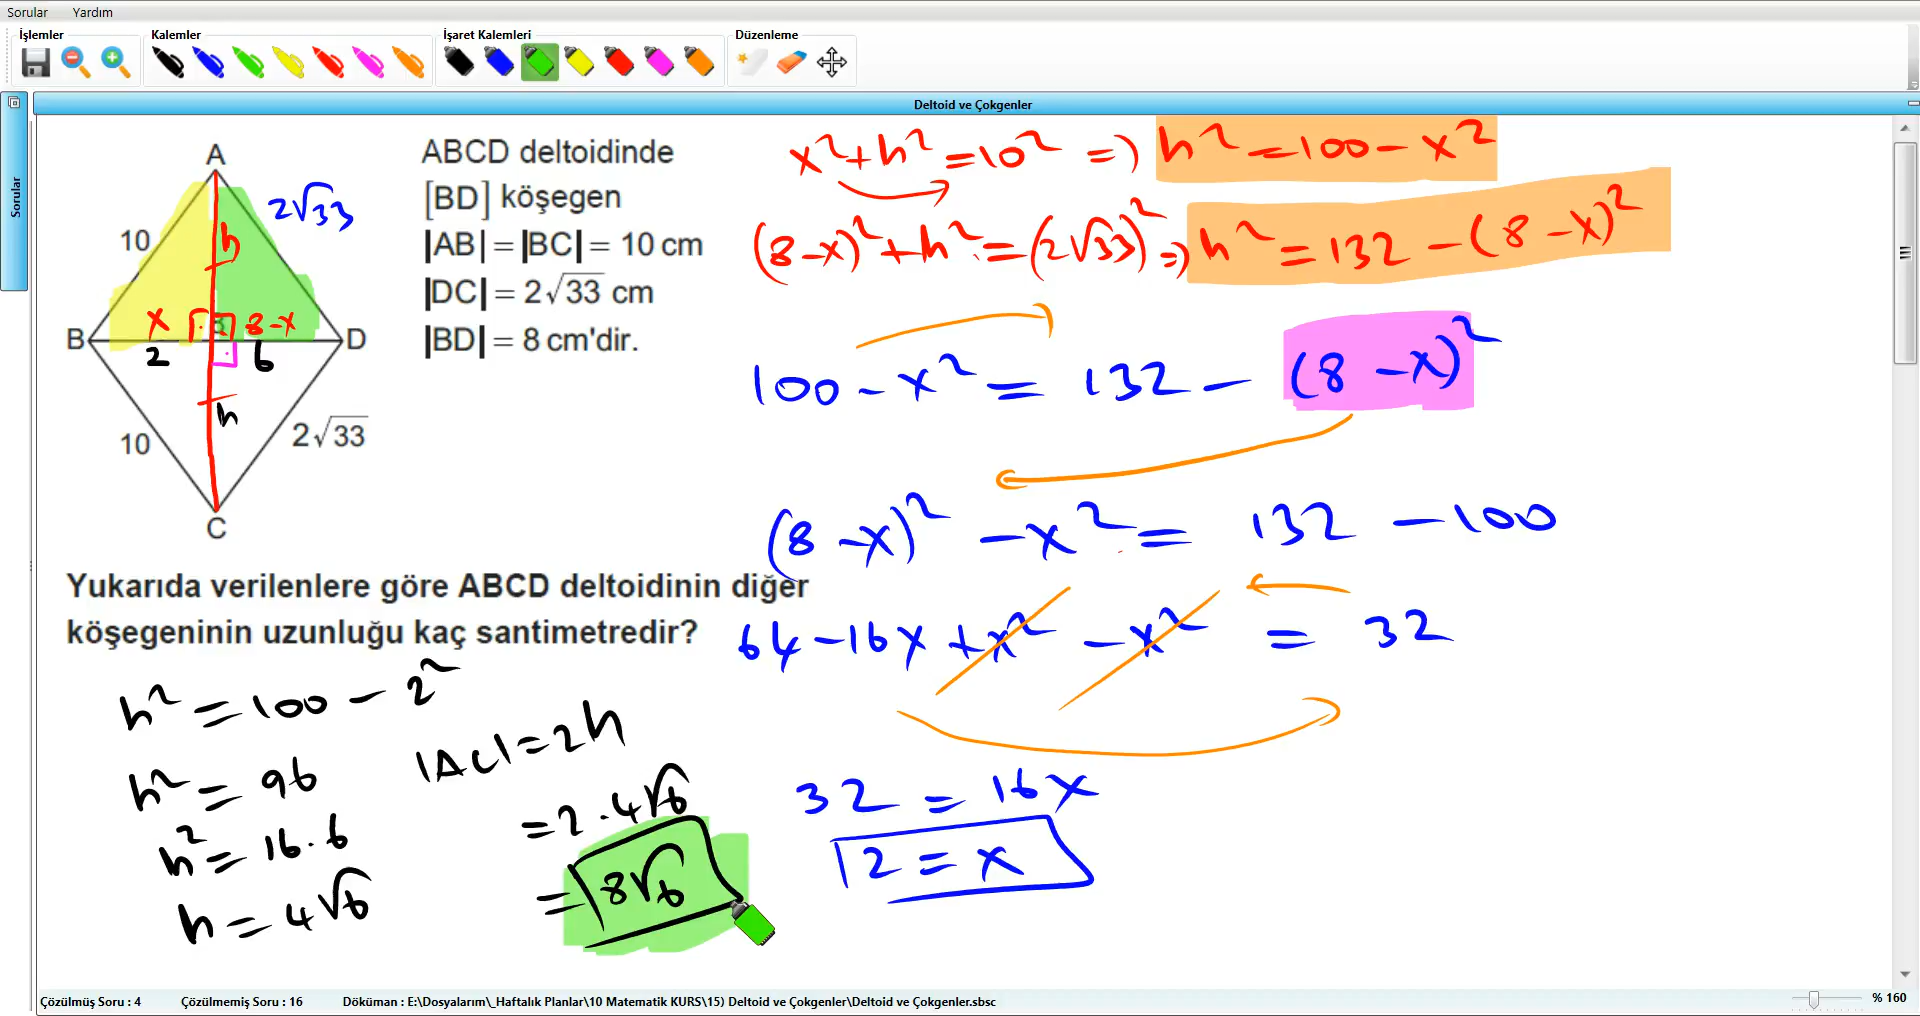 Sorular Yardım
İşlemler Kalemler İşaret Kalemleri Düzenleme
Deltoid ve Çokgenler
Sorular
A
10
2√33
h
B
x
8
8-x
D
2
6
h
10
2√33
C
ABCD deltoidinde
[BD] köşegen
|AB| = |BC| = 10 cm
|DC| = 2√33 cm
|BD| = 8 cm'dir.
Yukarıda verilenlere göre ABCD deltoidinin diğer
köşegeninin uzunluğu kaç santimetredir?
x² + h² = 10² => h² = 100 - x²
(8-x)² + h² = (2√33)² => h² = 132 - (8-x)²
100 - x² = 132 - (8-x)²
(8-x)² - x² = 132 - 100
64 - 16x + x² - x² = 32
32 = 16x
2 = x
h² = 100 - 2²
h² = 96
h² = 16.6
h = 4√6
|AC| = 2h
= 2.4√6
= 8√6
Çözülmüş Soru : 4 Çözülmemiş Soru : 16 Döküman : E:\Dosyalarım\_Haftalık Planlar\10 Matematik KURS\15) Deltoid ve Çokgenler\Deltoid ve Çokgenler.sbsc % 160